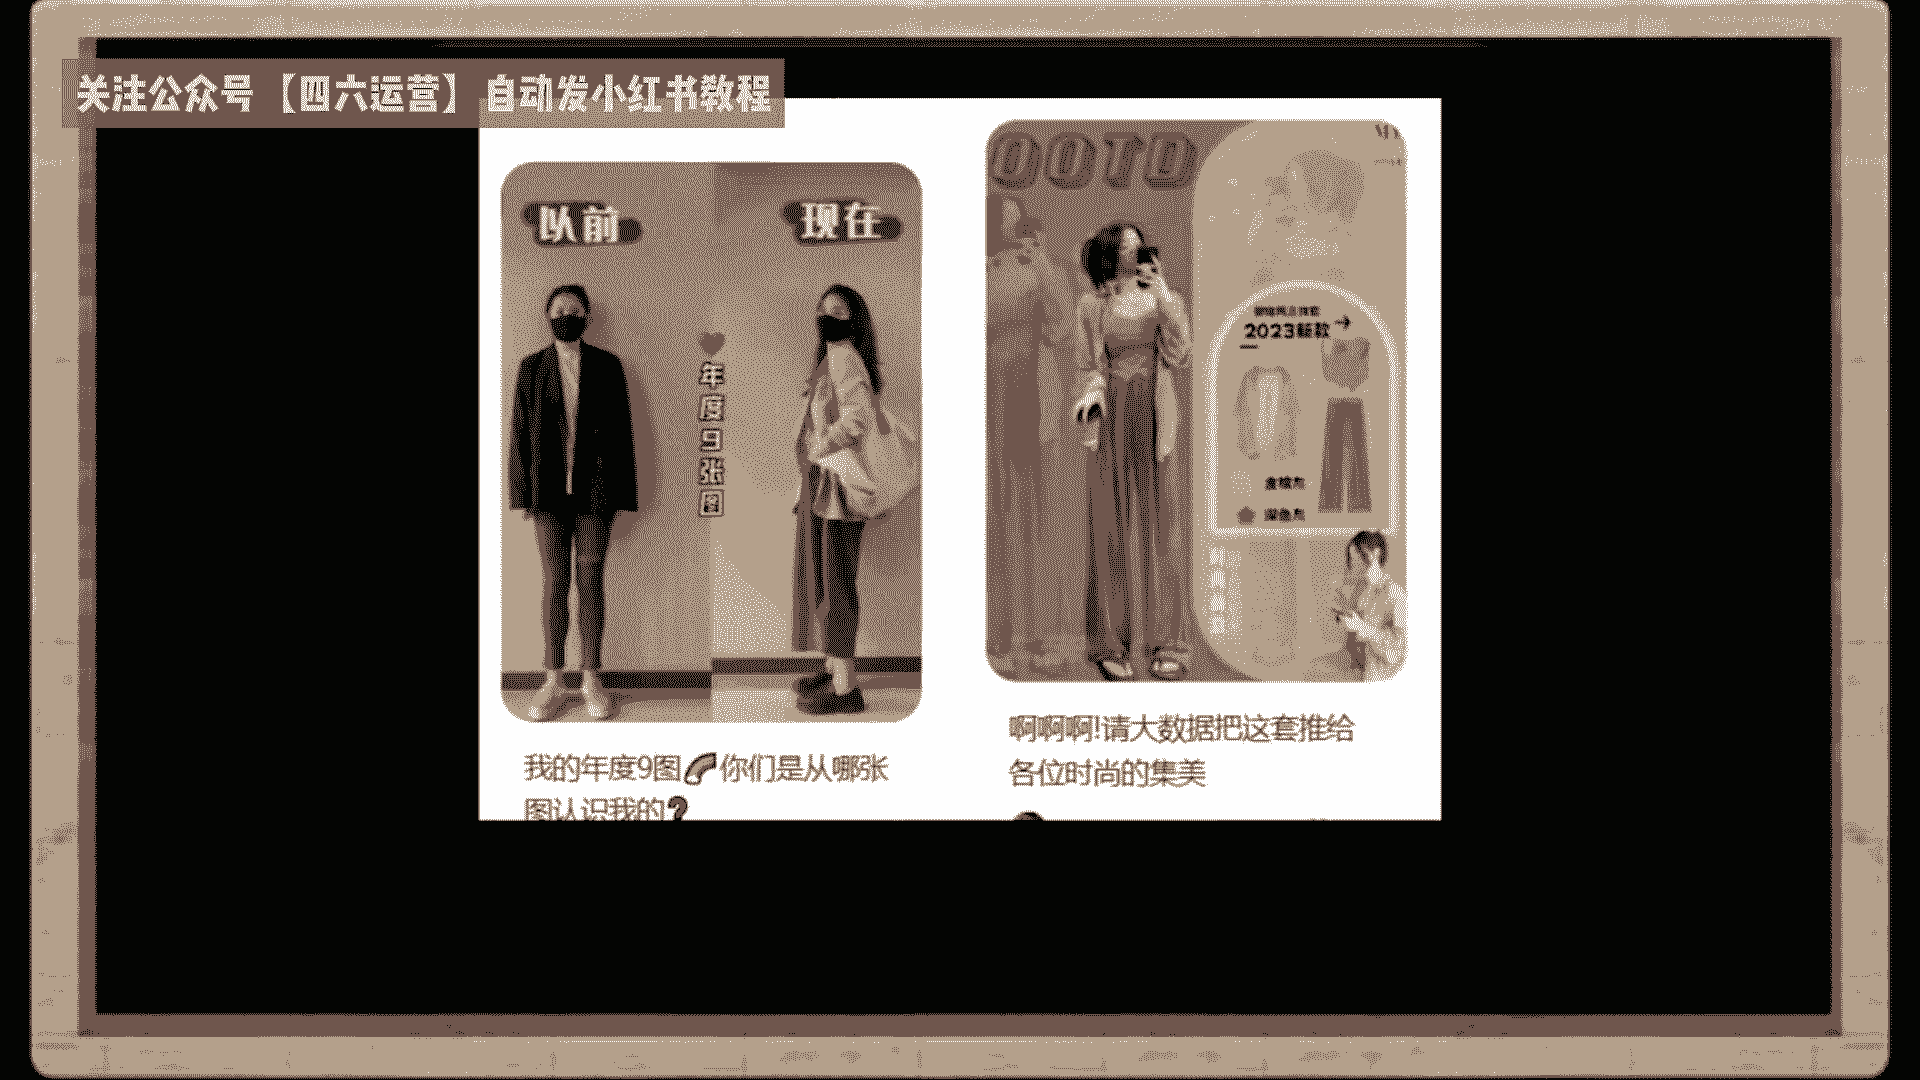 关注公众号【四六运营】自动发小红书教程
以前
现在
年度9张图
我的年度9图 你们是从哪张
图认识我的?
OOTD
2023新款
深色系
啊啊啊!请大数据把这套推给
各位时尚的集美